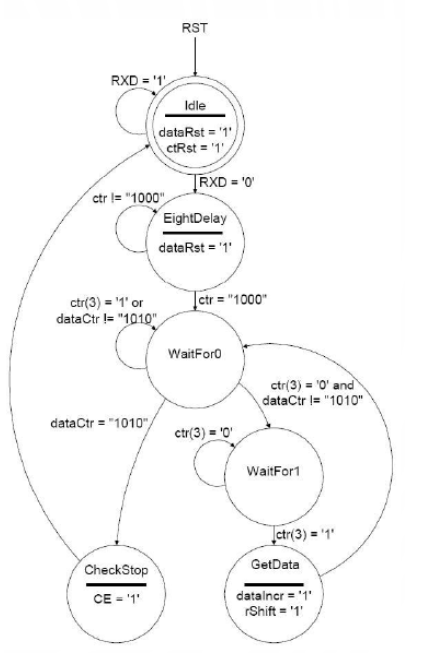 RST
RXD = '1'
Idle
dataRst = '1'
ctRst = '1'
RXD = '0'
ctr != "1000"
EightDelay
dataRst = '1'
ctr = "1000"
ctr(3) = '1' or
dataCtr != "1010"
WaitFor0
ctr(3) = '0' and
dataCtr != "1010"
dataCtr = "1010"
ctr(3) = '0'
WaitFor1
ctr(3) = '1'
CheckStop
CE = '1'
GetData
dataIncr = '1'
rShift = '1'